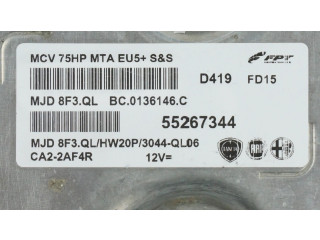 MCV 75HP MTA EU5+ S&S
FPT
D419 FD15
MJD 8F3.QL BC.0136146.C
55267344
MJD 8F3.QL/HW20P/3044-QL06
CA2-2AF4R 12V=